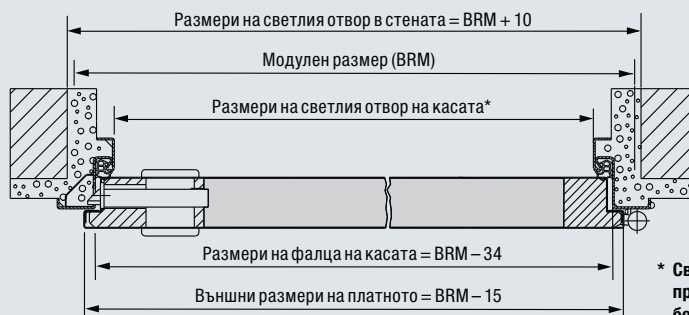 Размери на светлия отвор в стената = BRM + 10
Модулен размер (BRM)
Размери на светлия отвор на касата*
Размери на фалца на касата = BRM – 34
Външни размери на платното = BRM – 15
*